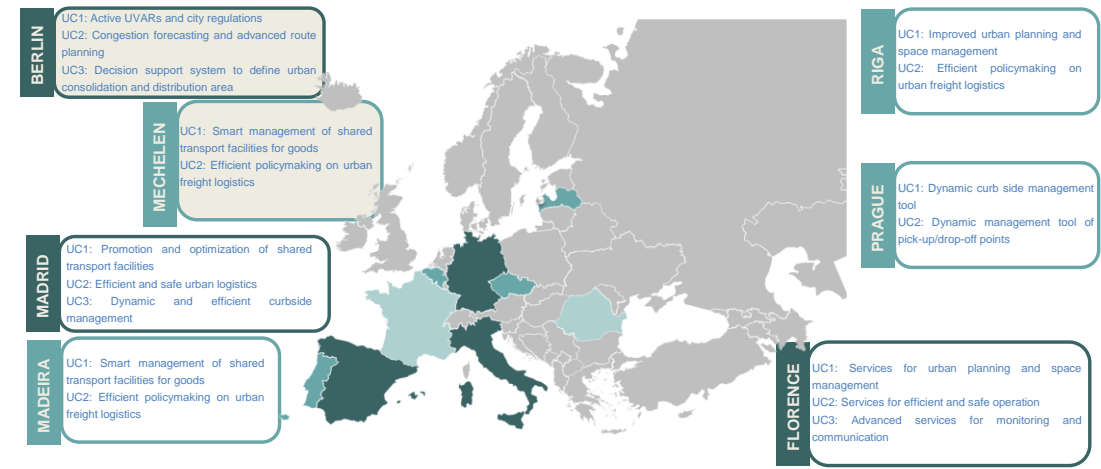 BERLIN
UC1: Active UVARs and city regulations
UC2: Congestion forecasting and advanced route
planning
UC3: Decision support system to define urban
consolidation and distribution area
MECHELEN
UC1: Smart management of shared
transport facilities for goods
UC2: Efficient policymaking on urban
freight logistics
MADRID
UC1: Promotion and optimization of shared
transport facilities
UC2: Efficient and safe urban logistics
UC3: Dynamic and efficient curbside
management
MADEIRA
UC1: Smart management of shared
transport facilities for goods
UC2: Efficient policymaking on urban
freight logistics
RIGA
UC1: Improved urban planning and
space management
UC2: Efficient policymaking on
urban freight logistics
PRAGUE
UC1: Dynamic curb side management
tool
UC2: Dynamic management tool of
pick-up/drop-off points
FLORENCE
UC1: Services for urban planning and space
management
UC2: Services for efficient and safe operation
UC3: Advanced services for monitoring and
communication